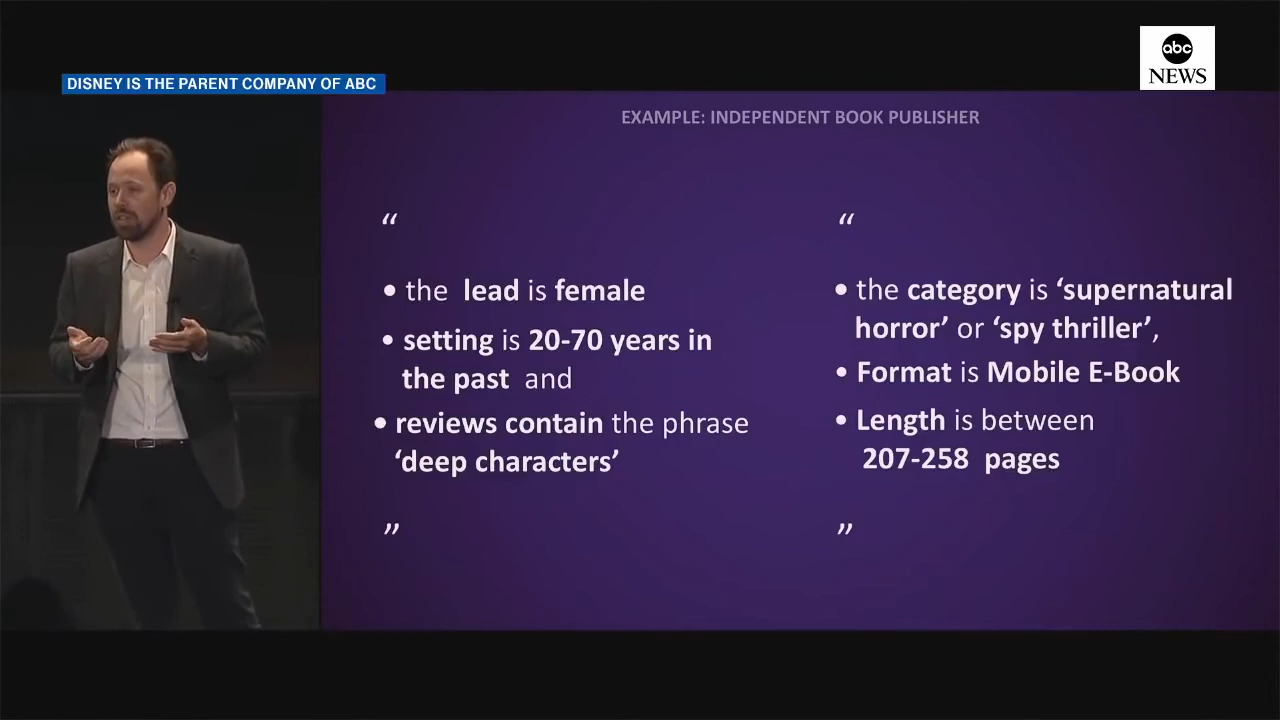 abc
NEWS
DISNEY IS THE PARENT COMPANY OF ABC
EXAMPLE: INDEPENDENT BOOK PUBLISHER
“
• the lead is female
• setting is 20-70 years in
the past and
• reviews contain the phrase
‘deep characters’
”
“
• the category is ‘supernatural
horror’ or ‘spy thriller’,
• Format is Mobile E-Book
• Length is between
207-258 pages
”